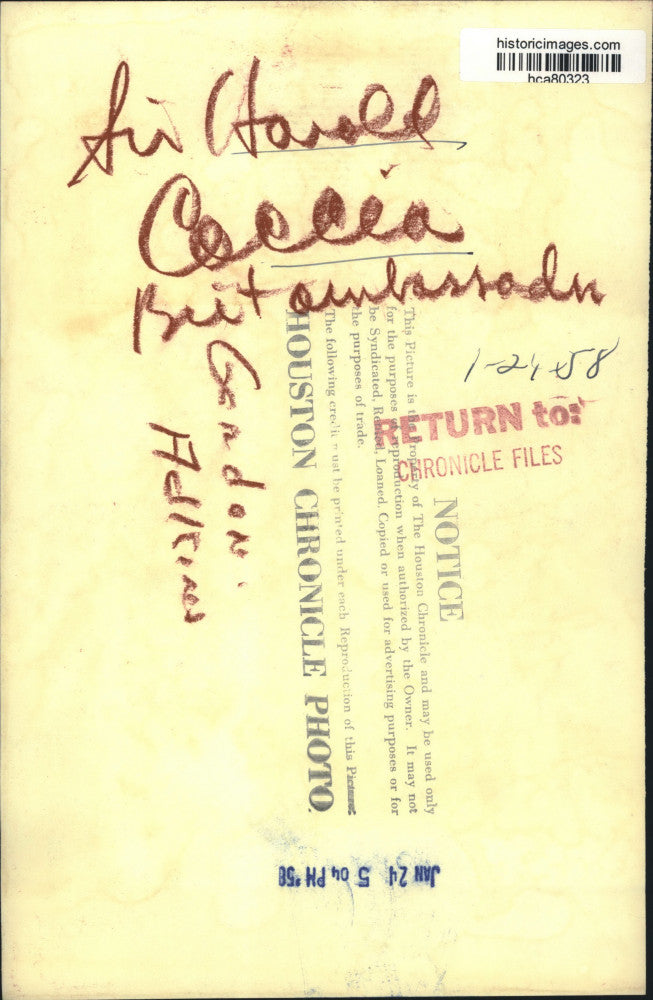 historicimages.com
hca80323
Sir Harold
Caccia
Brit ambassador
1-24-58
Gordon
Adkins
RETURN to:
CHRONICLE FILES
NOTICE
This Picture is the Property of The Houston Chronicle and may be used only
for the purposes of reproduction when authorized by the Owner. It may not
be Syndicated, Rented, Loaned, Copied or used for advertising purposes or for
the purposes of trade.
The following credit must be printed under each Reproduction of this Picture:
HOUSTON CHRONICLE PHOTO.
JAN 24 5 04 PM '58